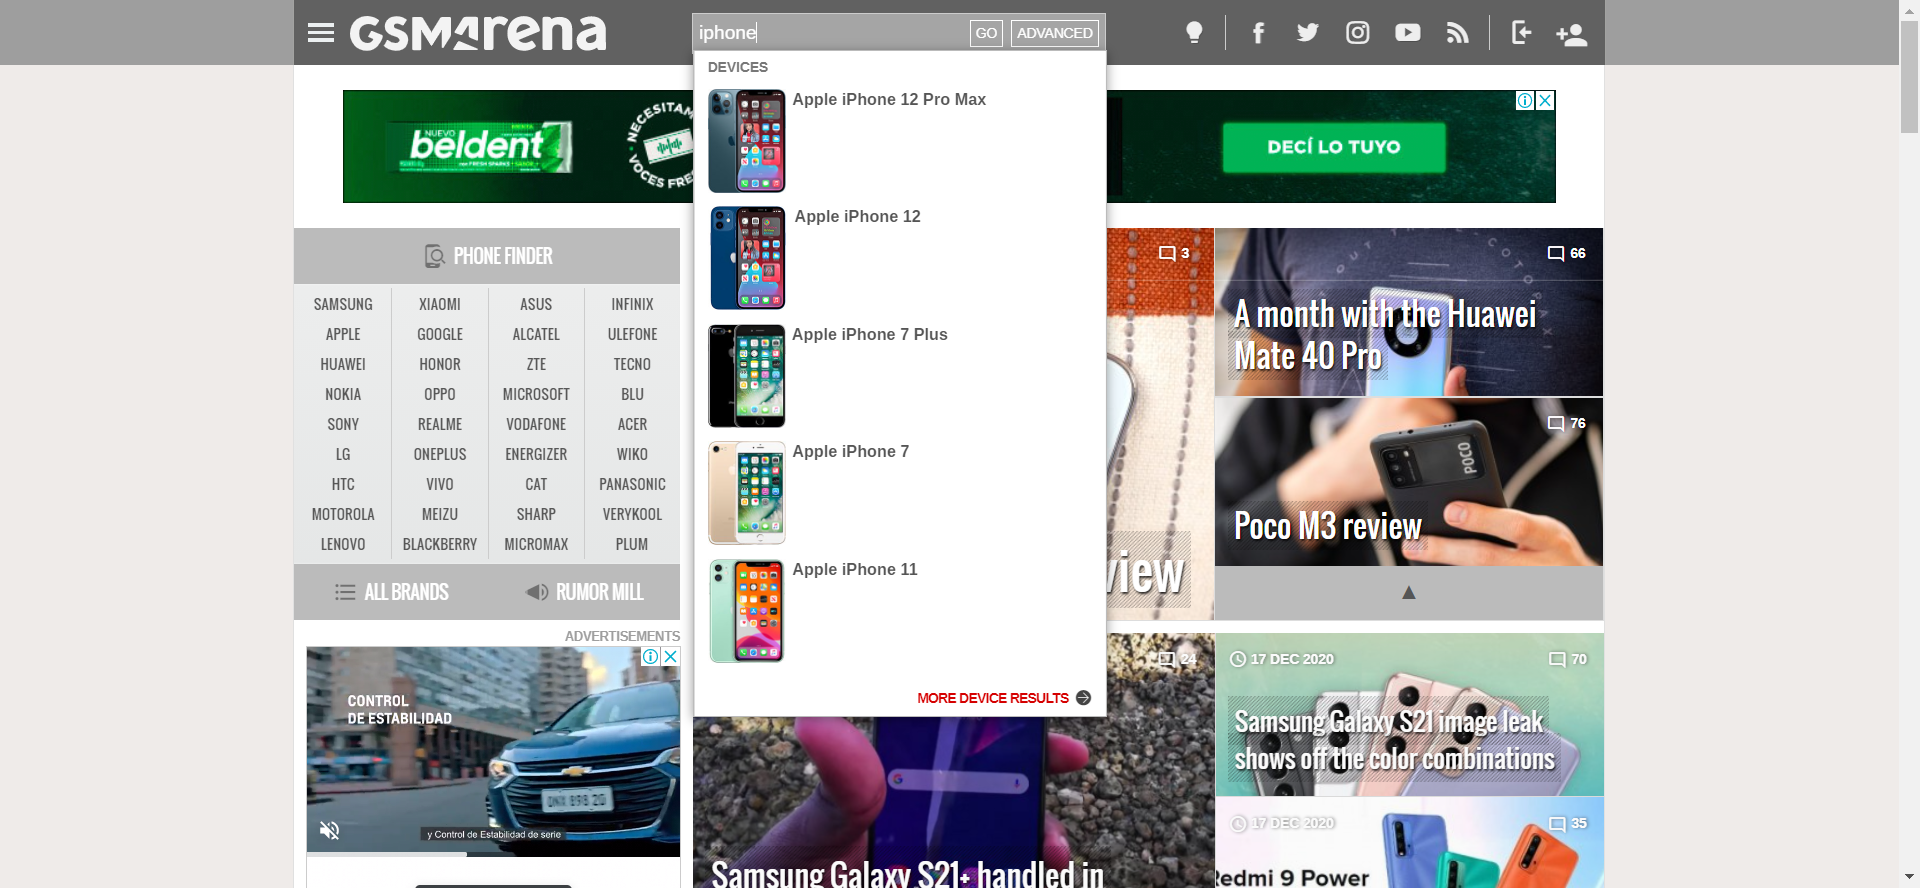 GSMArena
iphone
GO
ADVANCED
DEVICES
Apple iPhone 12 Pro Max
Apple iPhone 12
Apple iPhone 7 Plus
Apple iPhone 7
Apple iPhone 11
MORE DEVICE RESULTS
NUEVO
beldent
NECESITAM
VOCES FRES
DECÍ LO TUYO
PHONE FINDER
SAMSUNG XIAOMI ASUS INFINIX
APPLE GOOGLE ALCATEL ULEFONE
HUAWEI HONOR ZTE TECNO
NOKIA OPPO MICROSOFT BLU
SONY REALME VODAFONE ACER
LG ONEPLUS ENERGIZER WIKO
HTC VIVO CAT PANASONIC
MOTOROLA MEIZU SHARP VERYKOOL
LENOVO BLACKBERRY MICROMAX PLUM
ALL BRANDS
RUMOR MILL
ADVERTISEMENTS
CONTROL
DE ESTABILIDAD
y Control de Estabilidad de serie
3
view
66
A month with the Huawei
Mate 40 Pro
76
POCO
Poco M3 review
24
Samsung Galaxy S21+ handled in
17 DEC 2020
70
Samsung Galaxy S21 image leak
shows off the color combinations
17 DEC 2020
35
Redmi 9 Power